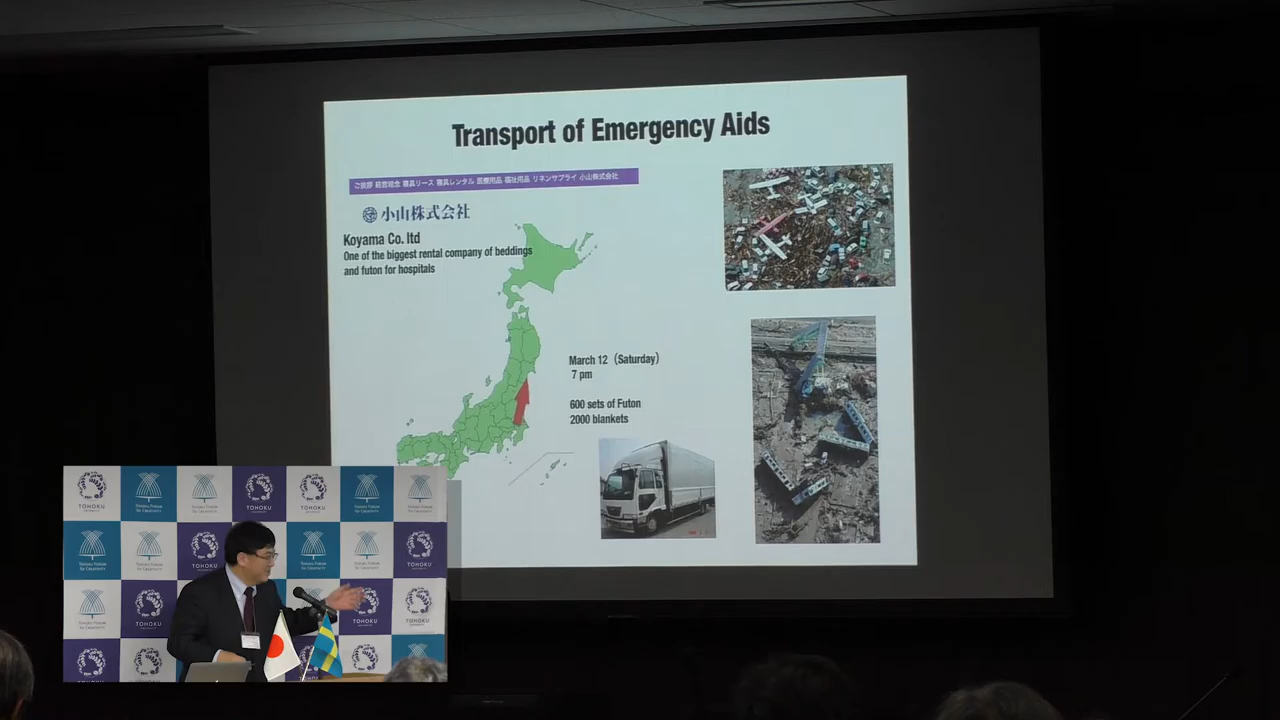 Transport of Emergency Aids
ご挨拶 経営理念 寝具リース 寝具レンタル 医療用品 福祉用品 リネンサプライ 小山株式会社
小山株式会社
Koyama Co. ltd
One of the biggest rental company of beddings
and futon for hospitals
March 12（Saturday）
7 pm
600 sets of Futon
2000 blankets
TOHOKU
Tohoku Forum
for Creativity